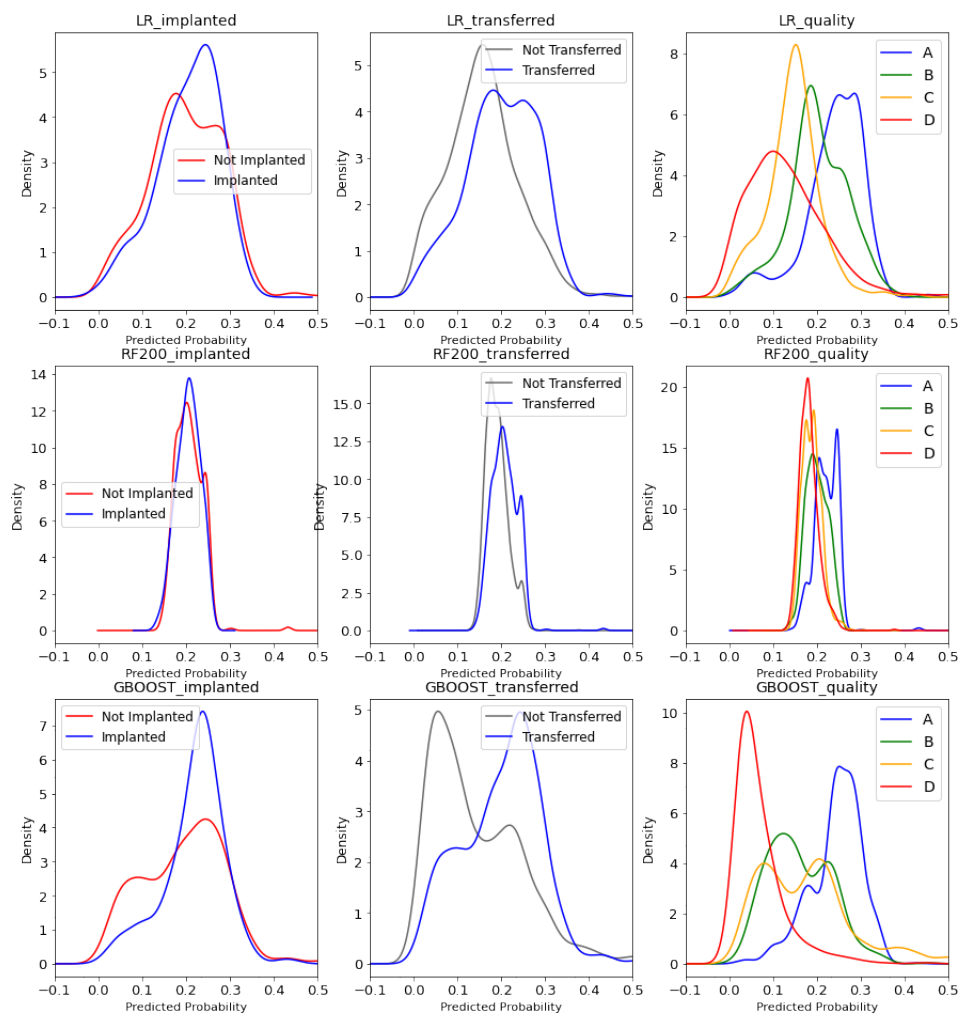 LR_implanted
5
4
3
2
1
0
Density
Not Implanted
Implanted
−0.1 0.0 0.1 0.2 0.3 0.4 0.5
Predicted Probability
LR_transferred
5
4
3
2
1
0
Density
Not Transferred
Transferred
−0.1 0.0 0.1 0.2 0.3 0.4 0.5
Predicted Probability
LR_quality
8
6
4
2
0
Density
A
B
C
D
−0.1 0.0 0.1 0.2 0.3 0.4 0.5
Predicted Probability
RF200_implanted
14
12
10
8
6
4
2
0
Density
Not Implanted
Implanted
−0.1 0.0 0.1 0.2 0.3 0.4 0.5
Predicted Probability
RF200_transferred
15.0
12.5
10.0
7.5
5.0
2.5
0.0
Density
Not Transferred
Transferred
−0.1 0.0 0.1 0.2 0.3 0.4 0.5
Predicted Probability
RF200_quality
20
15
10
5
0
Density
A
B
C
D
−0.1 0.0 0.1 0.2 0.3 0.4 0.5
Predicted Probability
GBOOST_implanted
7
6
5
4
3
2
1
0
Density
Not Implanted
Implanted
−0.1 0.0 0.1 0.2 0.3 0.4 0.5
Predicted Probability
GBOOST_transferred
5
4
3
2
1
0
Density
Not Transferred
Transferred
−0.1 0.0 0.1 0.2 0.3 0.4 0.5
Predicted Probability
GBOOST_quality
10
8
6
4
2
0
Density
A
B
C
D
−0.1 0.0 0.1 0.2 0.3 0.4 0.5
Predicted Probability